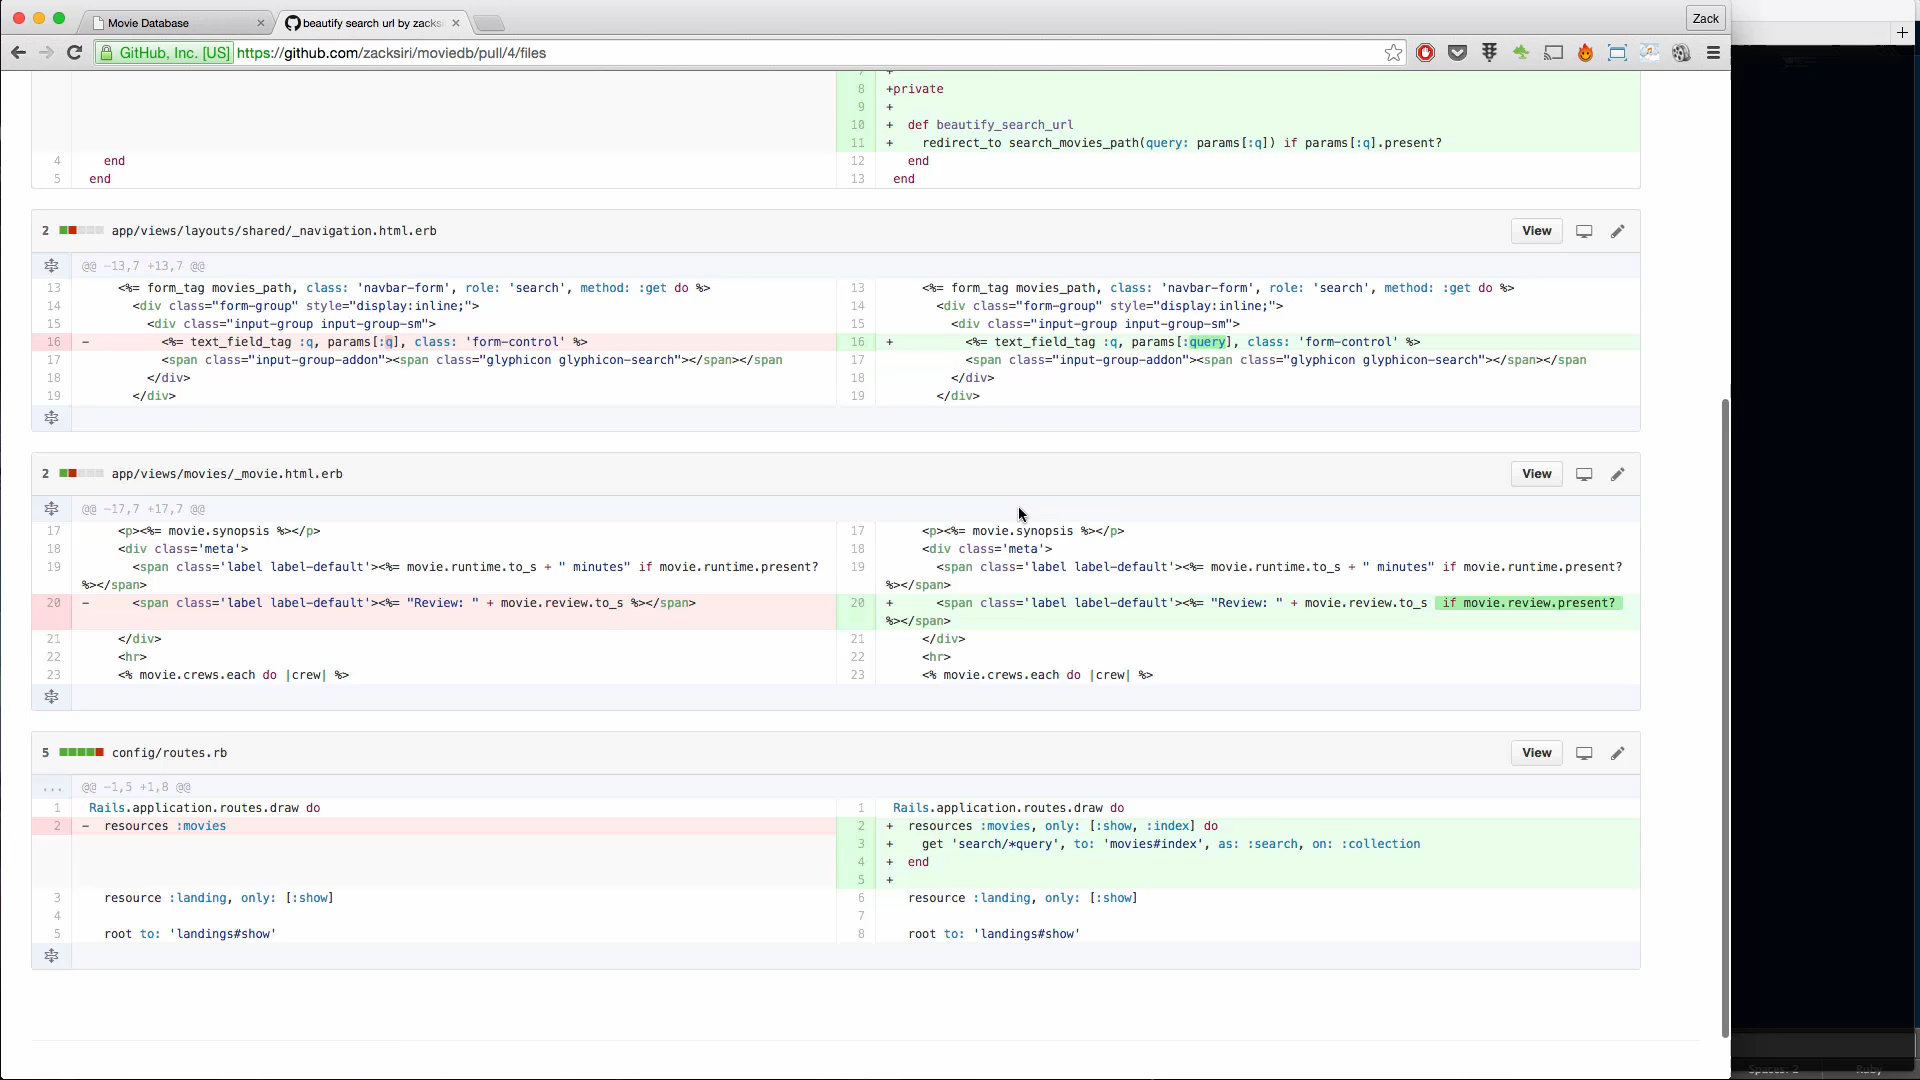 Movie Database
beautify search url by zacks
Zack
GitHub, Inc. [US] https://github.com/zacksiri/moviedb/pull/4/files
7 +
8 +private
9 +
10 + def beautify_search_url
11 + redirect_to search_movies_path(query: params[:q]) if params[:q].present?
4 end 12 end
5 end 13 end
2 app/views/layouts/shared/_navigation.html.erb View
@@ -13,7 +13,7 @@
13 <%= form_tag movies_path, class: 'navbar-form', role: 'search', method: :get do %> 13 <%= form_tag movies_path, class: 'navbar-form', role: 'search', method: :get do %>
14 <div class="form-group" style="display:inline;"> 14 <div class="form-group" style="display:inline;">
15 <div class="input-group input-group-sm"> 15 <div class="input-group input-group-sm">
16 - <%= text_field_tag :q, params[:q], class: 'form-control' %> 16 + <%= text_field_tag :q, params[:query], class: 'form-control' %>
17 <span class="input-group-addon"><span class="glyphicon glyphicon-search"></span></span 17 <span class="input-group-addon"><span class="glyphicon glyphicon-search"></span></span
18 </div> 18 </div>
19 </div> 19 </div>
2 app/views/movies/_movie.html.erb View
@@ -17,7 +17,7 @@
17 <p><%= movie.synopsis %></p> 17 <p><%= movie.synopsis %></p>
18 <div class='meta'> 18 <div class='meta'>
19 <span class='label label-default'><%= movie.runtime.to_s + " minutes" if movie.runtime.present? 19 <span class='label label-default'><%= movie.runtime.to_s + " minutes" if movie.runtime.present?
%></span> %></span>
20 - <span class='label label-default'><%= "Review: " + movie.review.to_s %></span> 20 + <span class='label label-default'><%= "Review: " + movie.review.to_s if movie.review.present?
%></span>
21 </div> 21 </div>
22 <hr> 22 <hr>
23 <% movie.crews.each do |crew| %> 23 <% movie.crews.each do |crew| %>
5 config/routes.rb View
... @@ -1,5 +1,8 @@
1 Rails.application.routes.draw do 1 Rails.application.routes.draw do
2 - resources :movies 2 + resources :movies, only: [:show, :index] do
3 + get 'search/*query', to: 'movies#index', as: :search, on: :collection
4 + end
5 +
3 resource :landing, only: [:show] 6 resource :landing, only: [:show]
4 7
5 root to: 'landings#show' 8 root to: 'landings#show'
Spaces: 2 Ruby